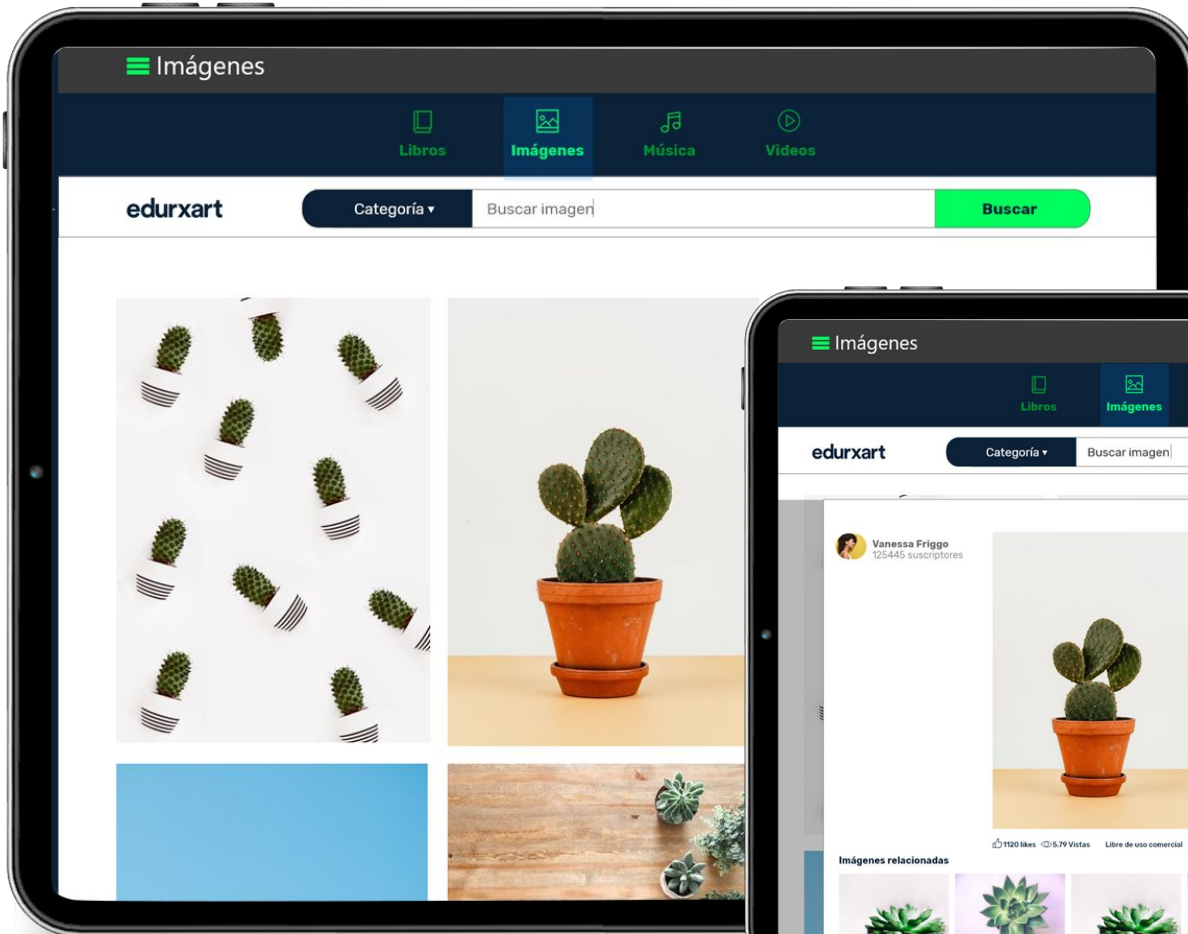 Imágenes
Libros
Imágenes
Música
Videos
edurxart
Categoría ▾
Buscar imagen
Buscar
Imágenes
Libros
Imágenes
edurxart
Categoría ▾
Buscar imagen
Vanessa Friggo
125445 suscriptores
1120 likes 5.79 Vistas Libre de uso comercial
Imágenes relacionadas